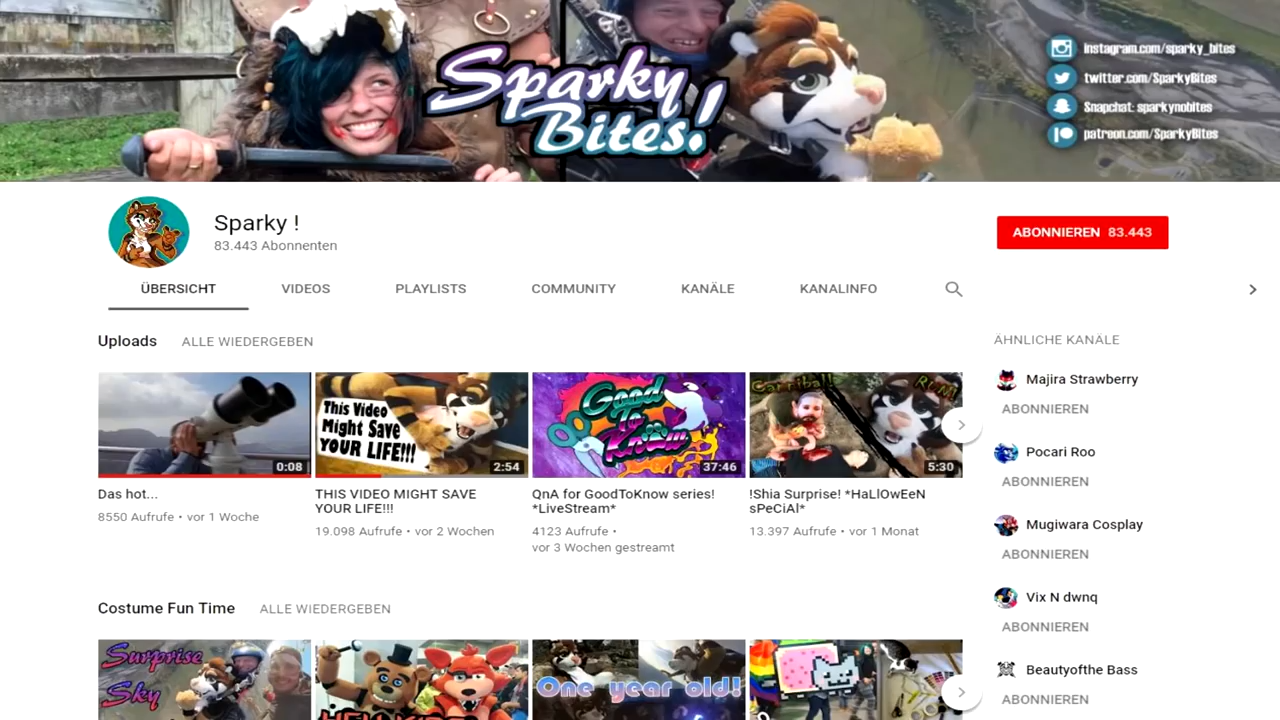 Sparky
Bites!
instagram.com/sparky_bites
twitter.com/SparkyBites
Snapchat: sparkynobites
patreon.com/SparkyBites
Sparky !
83.443 Abonnenten
ABONNIEREN 83.443
ÜBERSICHT VIDEOS PLAYLISTS COMMUNITY KANÄLE KANALINFO
Uploads ALLE WIEDERGEBEN
0:08
Das hot...
8550 Aufrufe • vor 1 Woche
This Video
Might Save
YOUR LIFE!!!
2:54
THIS VIDEO MIGHT SAVE
YOUR LIFE!!!
19.098 Aufrufe • vor 2 Wochen
Good
To
Know
37:46
QnA for GoodToKnow series!
*LiveStream*
4123 Aufrufe •
vor 3 Wochen gestreamt
5:30
!Shia Surprise! *HaLlOwEeN
sPeCiAl*
13.397 Aufrufe • vor 1 Monat
Costume Fun Time ALLE WIEDERGEBEN
Surprise
Sky
One year old!
ÄHNLICHE KANÄLE
Majira Strawberry
ABONNIEREN
Pocari Roo
ABONNIEREN
Mugiwara Cosplay
ABONNIEREN
Vix N dwnq
ABONNIEREN
Beautyofthe Bass
ABONNIEREN